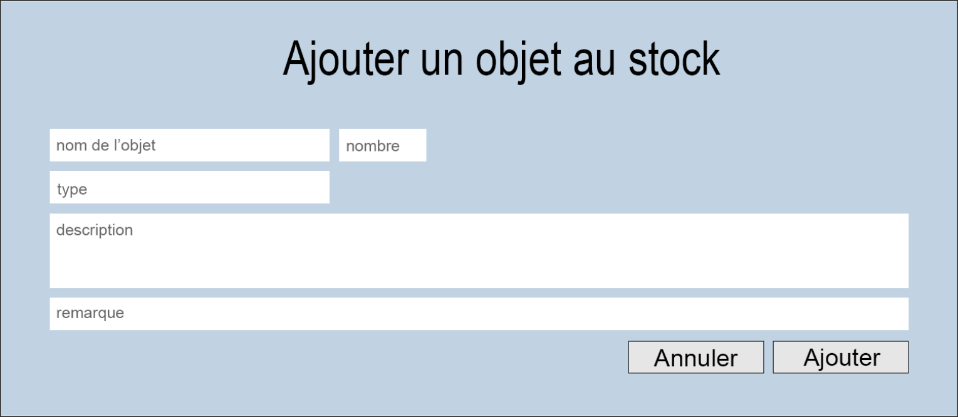 Ajouter un objet au stock
nom de l’objet
nombre
type
description
remarque
Annuler
Ajouter